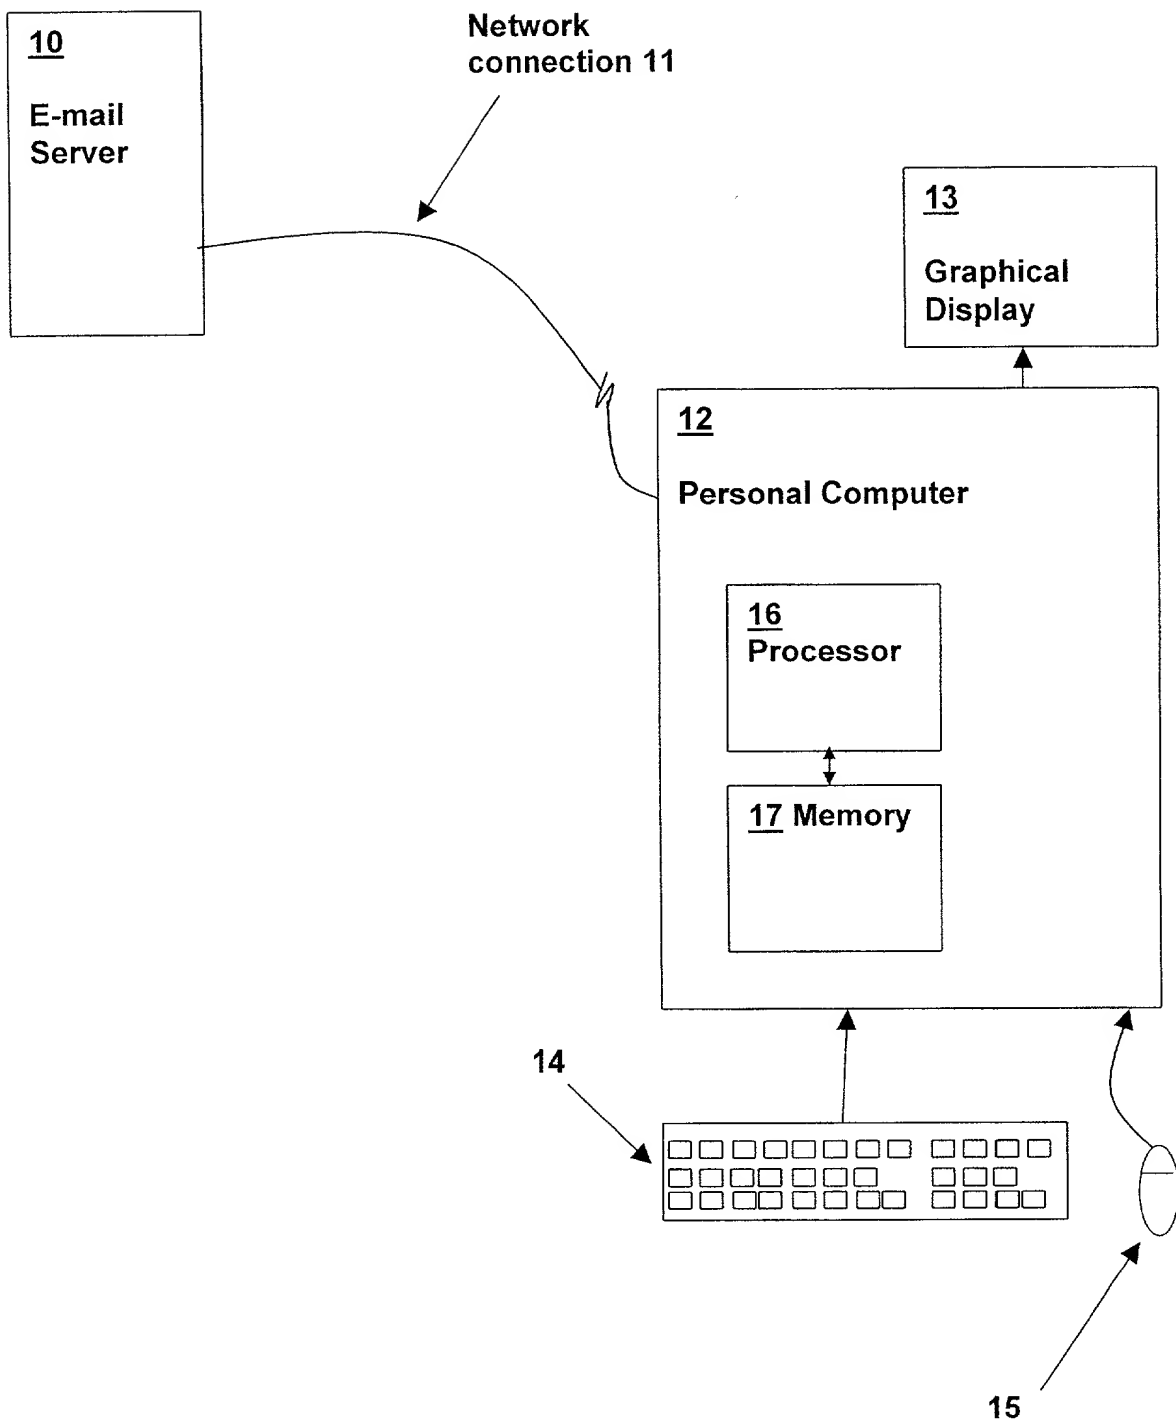 10
E-mail
Server
Network
connection 11
13
Graphical
Display
12
Personal Computer
16
Processor
17 Memory
14
15